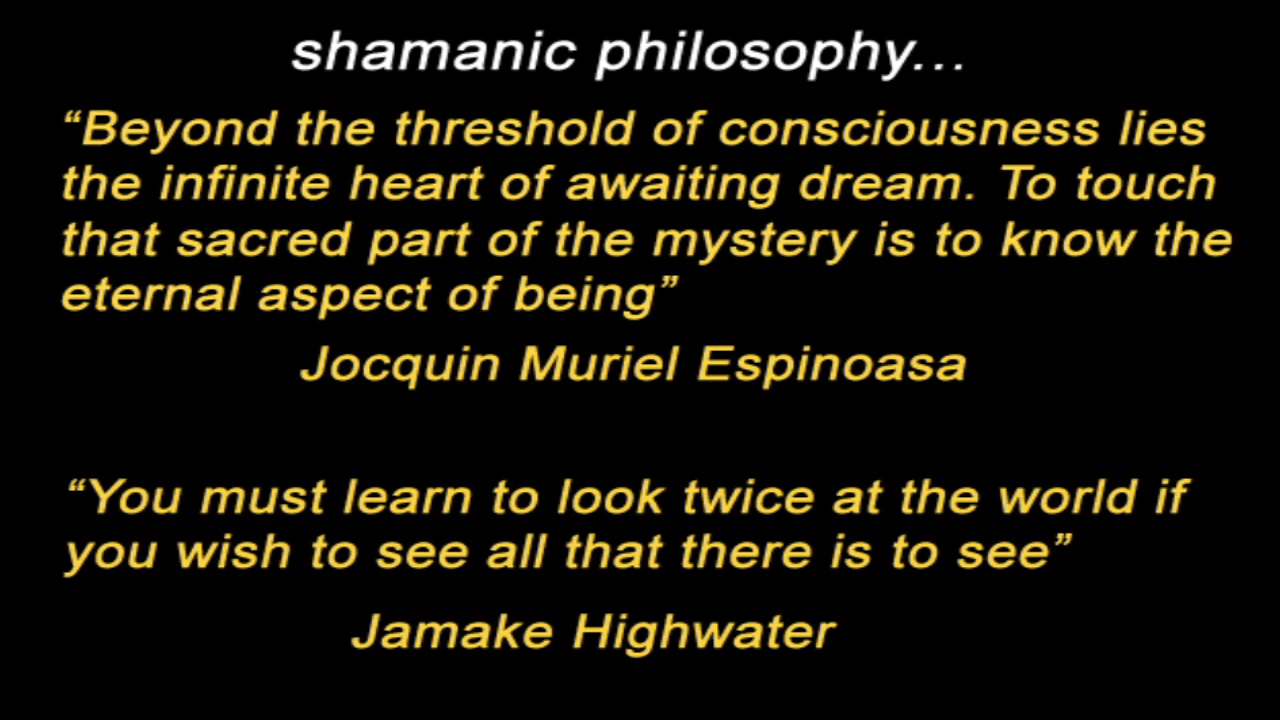 shamanic philosophy...
“Beyond the threshold of consciousness lies
the infinite heart of awaiting dream. To touch
that sacred part of the mystery is to know the
eternal aspect of being”
Jocquin Muriel Espinoasa
“You must learn to look twice at the world if
you wish to see all that there is to see”
Jamake Highwater